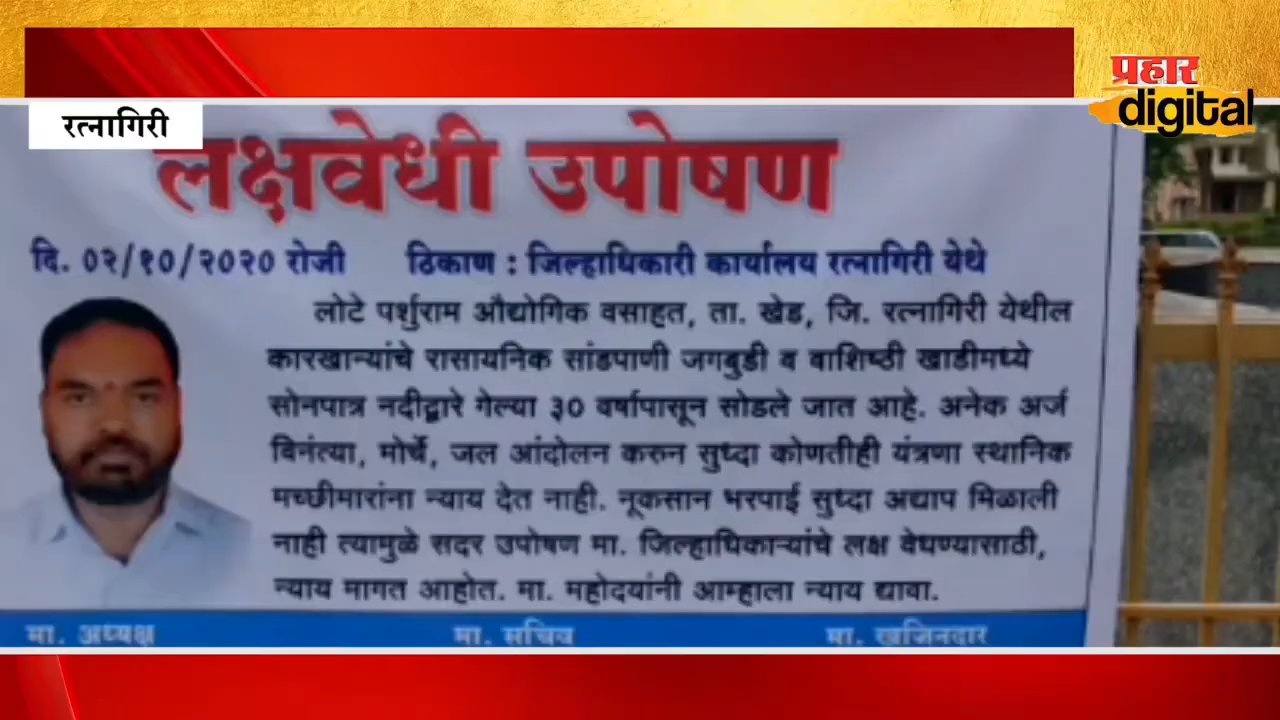 प्रहार
digital
रत्नागिरी
लक्षवेधी उपोषण
दि. ०२/१०/२०२० रोजी ठिकाण : जिल्हाधिकारी कार्यालय रत्नागिरी येथे
लोटे पर्शुराम औद्योगिक वसाहत, ता. खेड, जि. रत्नागिरी येथील
कारखान्यांचे रासायनिक सांडपाणी जगबुडी व वाशिष्ठी खाडीमध्ये
सोनपात्र नदीद्वारे गेल्या ३० वर्षापासून सोडले जात आहे. अनेक अर्ज
विनंत्या, मोर्चे, जल आंदोलन करुन सुध्दा कोणतीही यंत्रणा स्थानिक
मच्छीमारांना न्याय देत नाही. नूकसान भरपाई सुध्दा अद्याप मिळाली
नाही त्यामुळे सदर उपोषण मा. जिल्हाधिकाऱ्यांचे लक्ष वेधण्यासाठी,
न्याय मागत आहोत. मा. महोदयांनी आम्हाला न्याय द्यावा.
मा. अध्यक्ष मा. सचिव मा. खजिनदार